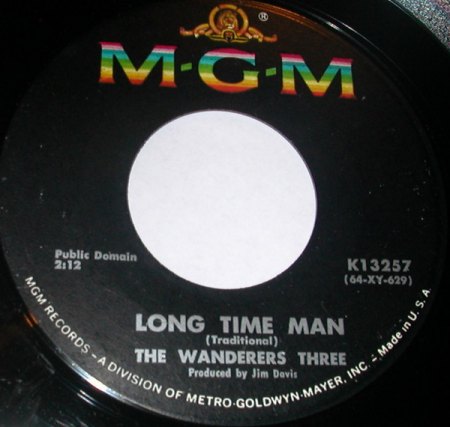 ®
M-G-M
Public Domain
2:12
K13257
(64-XY-629)
LONG TIME MAN
(Traditional)
THE WANDERERS THREE
Produced by Jim Davis
MGM RECORDS – A DIVISION OF METRO-GOLDWYN-MAYER, INC. – Made in U.S.A.